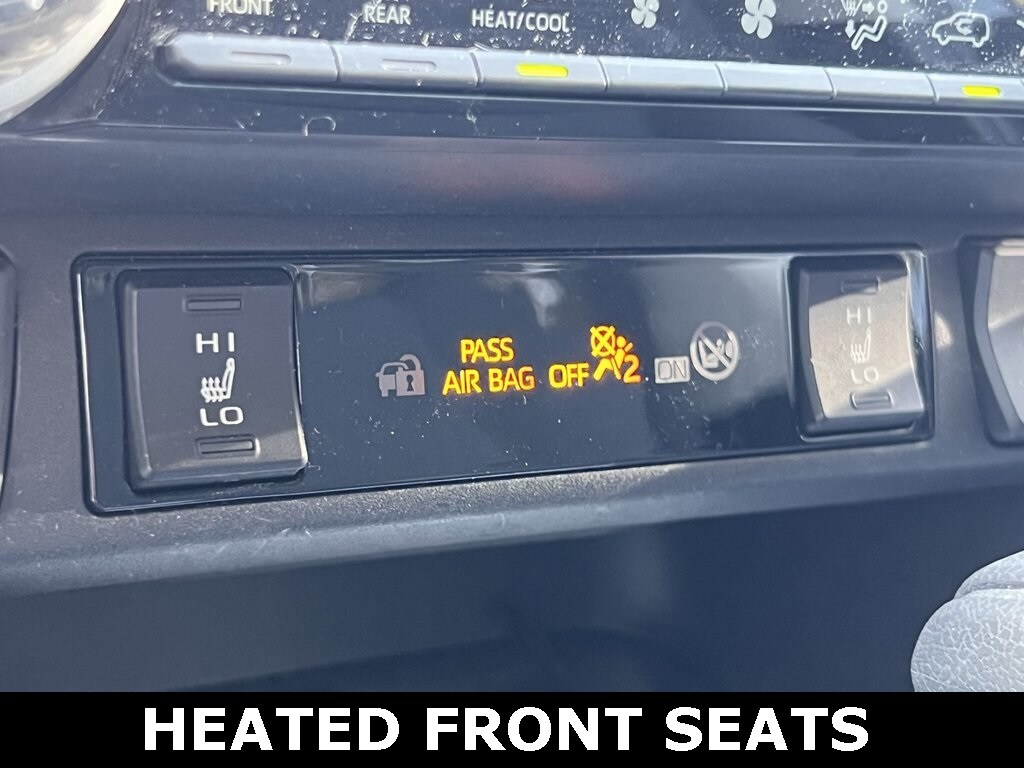 FRONT
REAR
HEAT/COOL
HI
LO
PASS
AIR BAG OFF 2
ON
HI
LO
HEATED FRONT SEATS